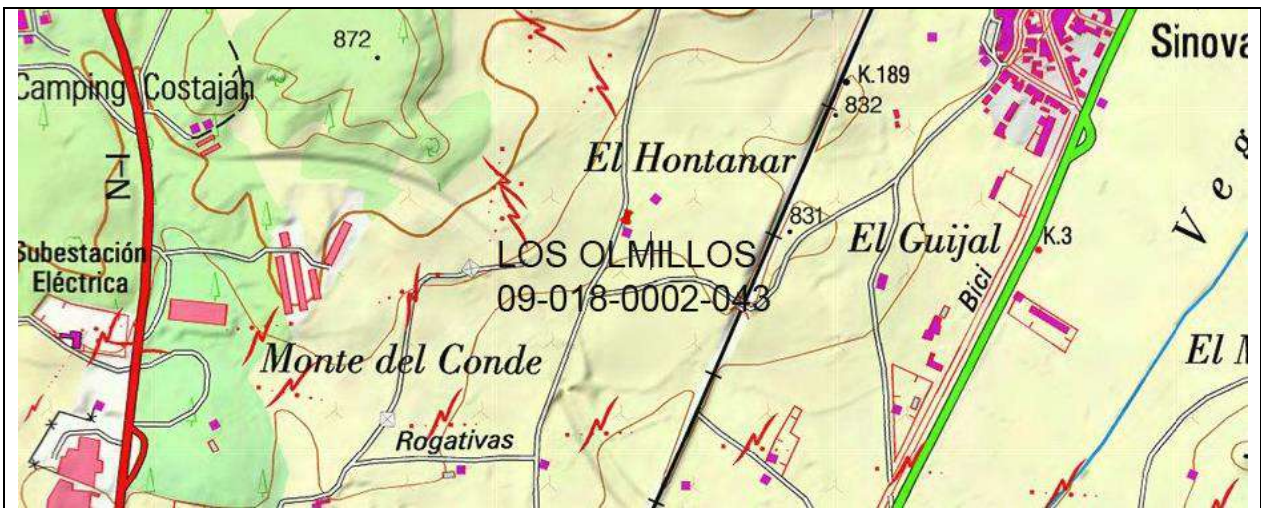 872
Sinova
Camping Costaján
K.189
832
El Hontanar
N-I
Veg
831
El Guijal
K.3
LOS OLMILLOS
Subestación
Eléctrica
09-018-0002-043
Bici
Monte del Conde
El
Rogativas